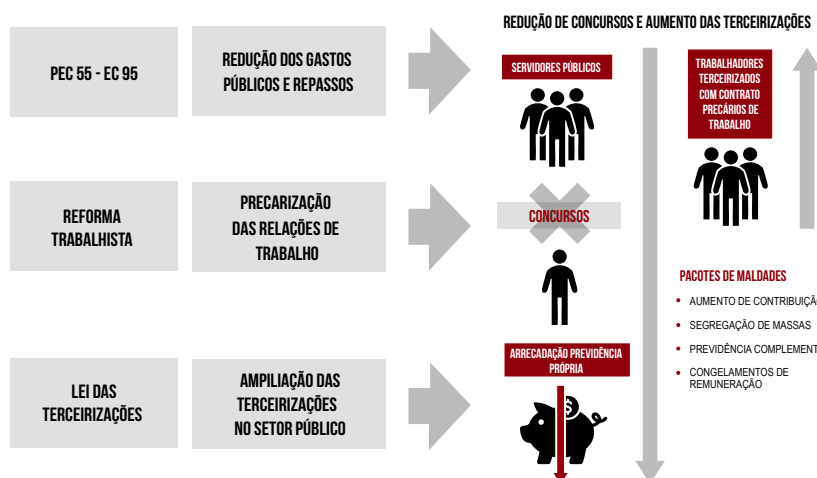 REDUÇÃO DE CONCURSOS E AUMENTO DAS TERCEIRIZAÇÕES
PEC 55 - EC 95
REDUÇÃO DOS GASTOS
PÚBLICOS E REPASSOS
SERVIDORES PÚBLICOS
TRABALHADORES
TERCEIRIZADOS
COM CONTRATO
PRECÁRIOS DE
TRABALHO
REFORMA
TRABALHISTA
PRECARIZAÇÃO
DAS RELAÇÕES DE
TRABALHO
CONCURSOS
PACOTES DE MALDADES
• AUMENTO DE CONTRIBUIÇÃ
• SEGREGAÇÃO DE MASSAS
• PREVIDÊNCIA COMPLEMENT
• CONGELAMENTOS DE
REMUNERAÇÃO
LEI DAS
TERCEIRIZAÇÕES
AMPILIAÇÃO DAS
TERCEIRIZAÇÕES
NO SETOR PÚBLICO
ARRECADAÇÃO PREVIDÊNCIA
PRÓPRIA
$